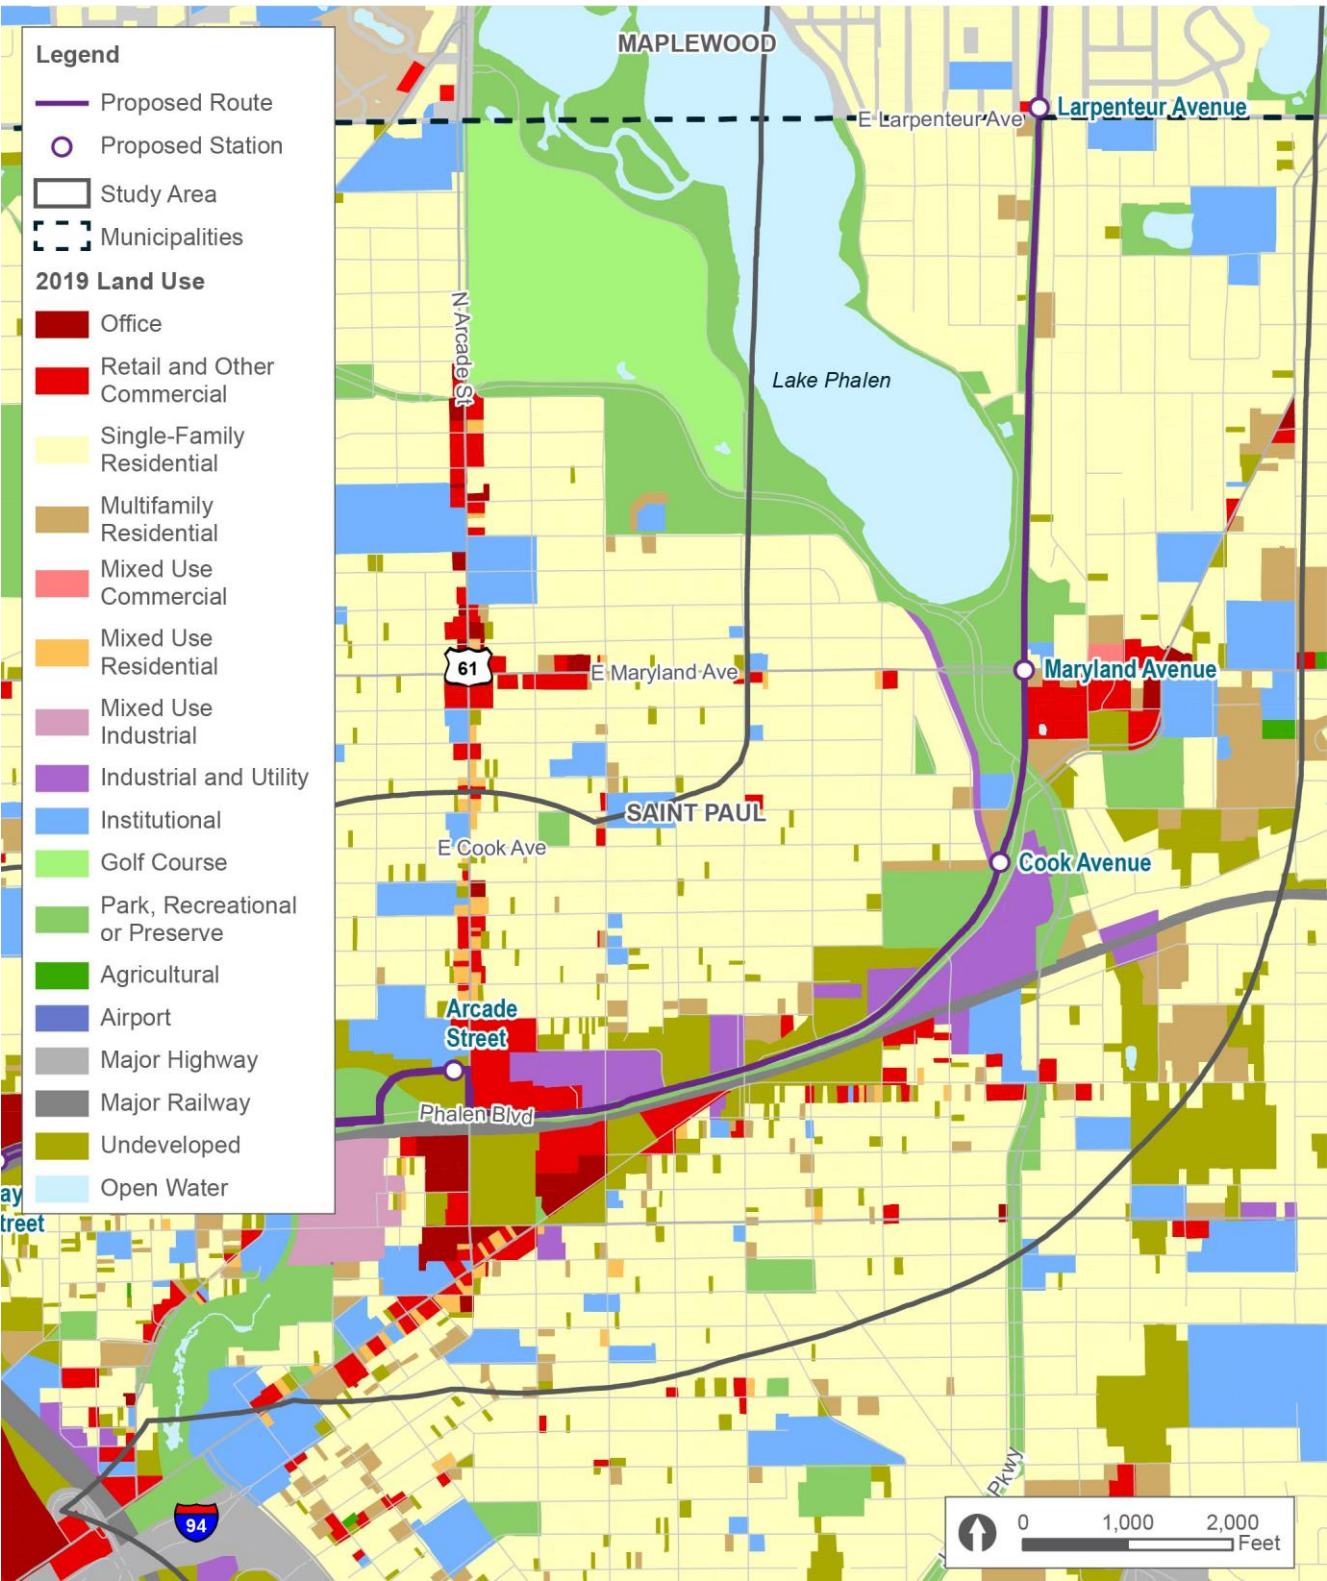 Legend
Proposed Route
Proposed Station
Study Area
Municipalities
2019 Land Use
Office
Retail and Other
Commercial
Single-Family
Residential
Multifamily
Residential
Mixed Use
Commercial
Mixed Use
Residential
Mixed Use
Industrial
Industrial and Utility
Institutional
Golf Course
Park, Recreational
or Preserve
Agricultural
Airport
Major Highway
Major Railway
Undeveloped
Open Water
MAPLEWOOD
E Larpenteur Ave
Larpenteur Avenue
N Arcade St
Lake Phalen
61
E Maryland Ave
Maryland Avenue
SAINT PAUL
E Cook Ave
Cook Avenue
Arcade
Street
Phalen Blvd
ay
treet
94
Pkwy
0 1,000 2,000
Feet